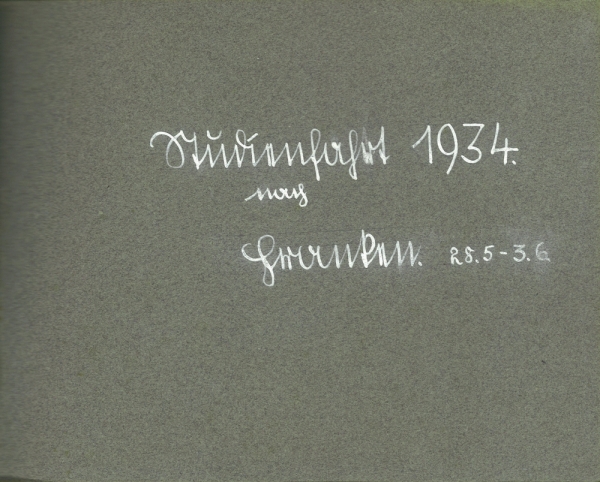 Studienfahrt 1934.
nach
Franken. 28.5 - 3.6.